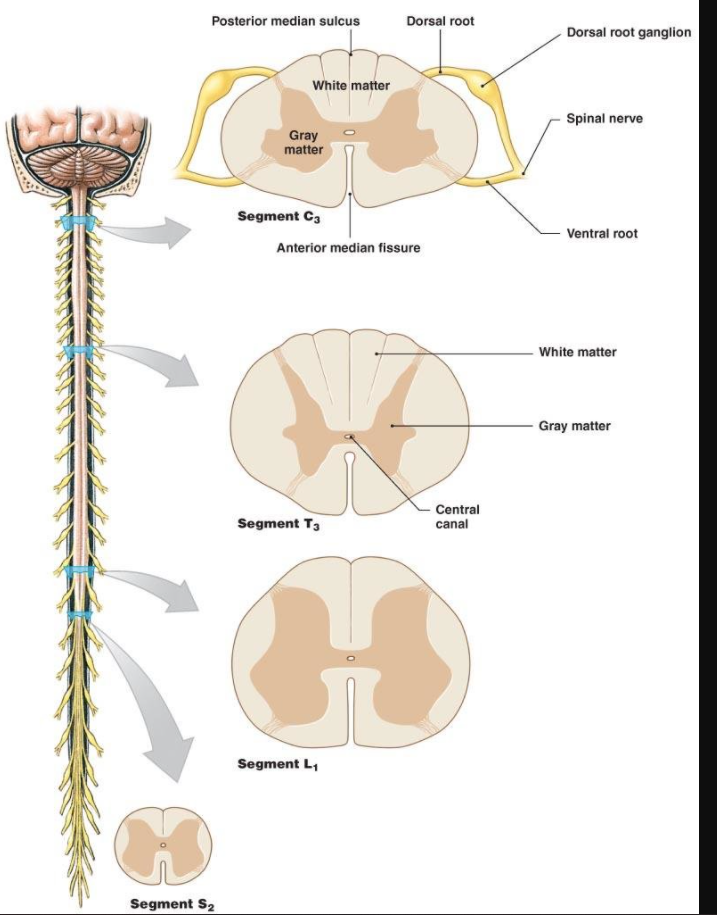 Posterior median sulcus
Dorsal root
Dorsal root ganglion
White matter
Spinal nerve
Gray
matter
Segment C3
Ventral root
Anterior median fissure
White matter
Gray matter
Central
canal
Segment T3
Segment L1
Segment S2